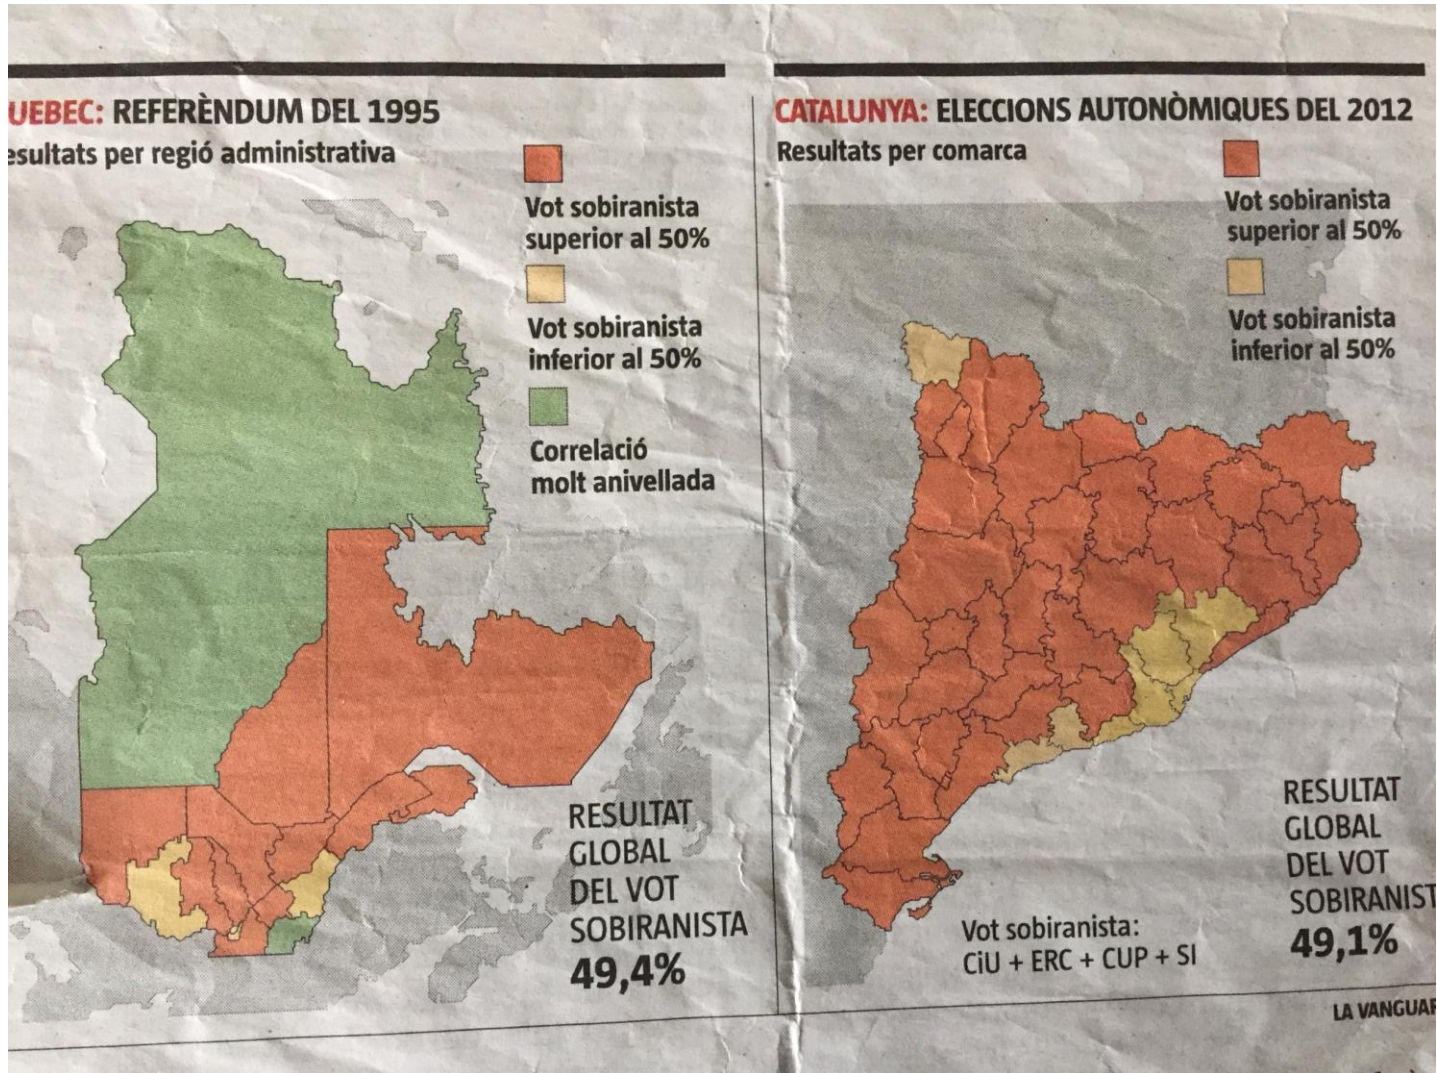 UEBEC: REFERÈNDUM DEL 1995
esultats per regió administrativa
Vot sobiranista
superior al 50%
Vot sobiranista
inferior al 50%
Correlació
molt anivellada
RESULTAT
GLOBAL
DEL VOT
SOBIRANISTA
49,4%
CATALUNYA: ELECCIONS AUTONÒMIQUES DEL 2012
Resultats per comarca
Vot sobiranista
superior al 50%
Vot sobiranista
inferior al 50%
Vot sobiranista:
CiU + ERC + CUP + SI
RESULTAT
GLOBAL
DEL VOT
SOBIRANIST
49,1%
LA VANGUAR